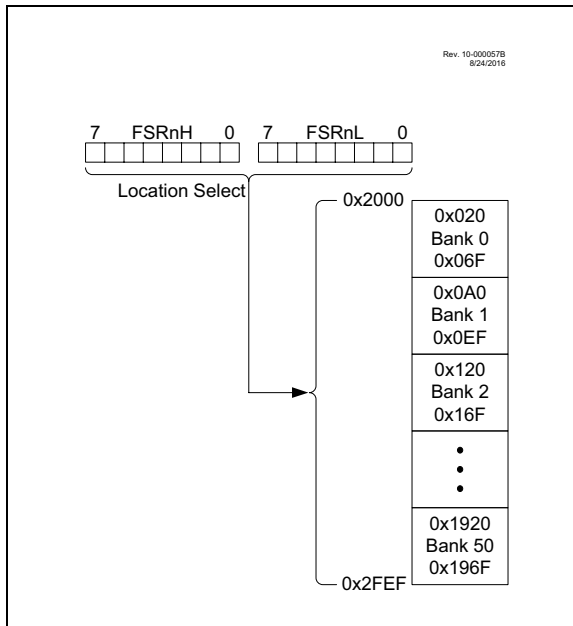 Rev. 10-000057B
8/24/2016
7 FSRnH 0 7 FSRnL 0
Location Select
0x2000
0x020
Bank 0
0x06F
0x0A0
Bank 1
0x0EF
0x120
Bank 2
0x16F
0x1920
Bank 50
0x196F
0x2FEF